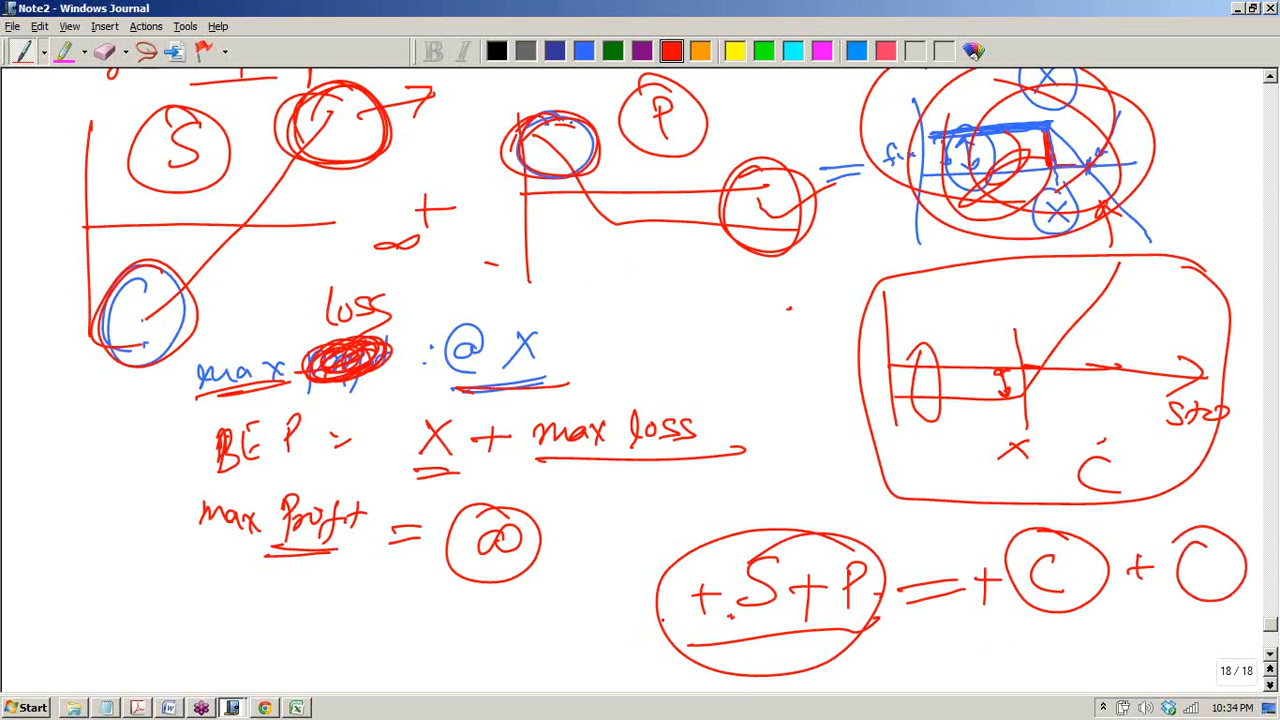 Note2 - Windows Journal
File Edit View Insert Actions Tools Help
B I
S + P =
X
X
∞
loss
max : @ X
BEP = X + max loss
max Profit = ∞
X
C
+ S + P = + C +
18 / 18
Start
10:34 PM